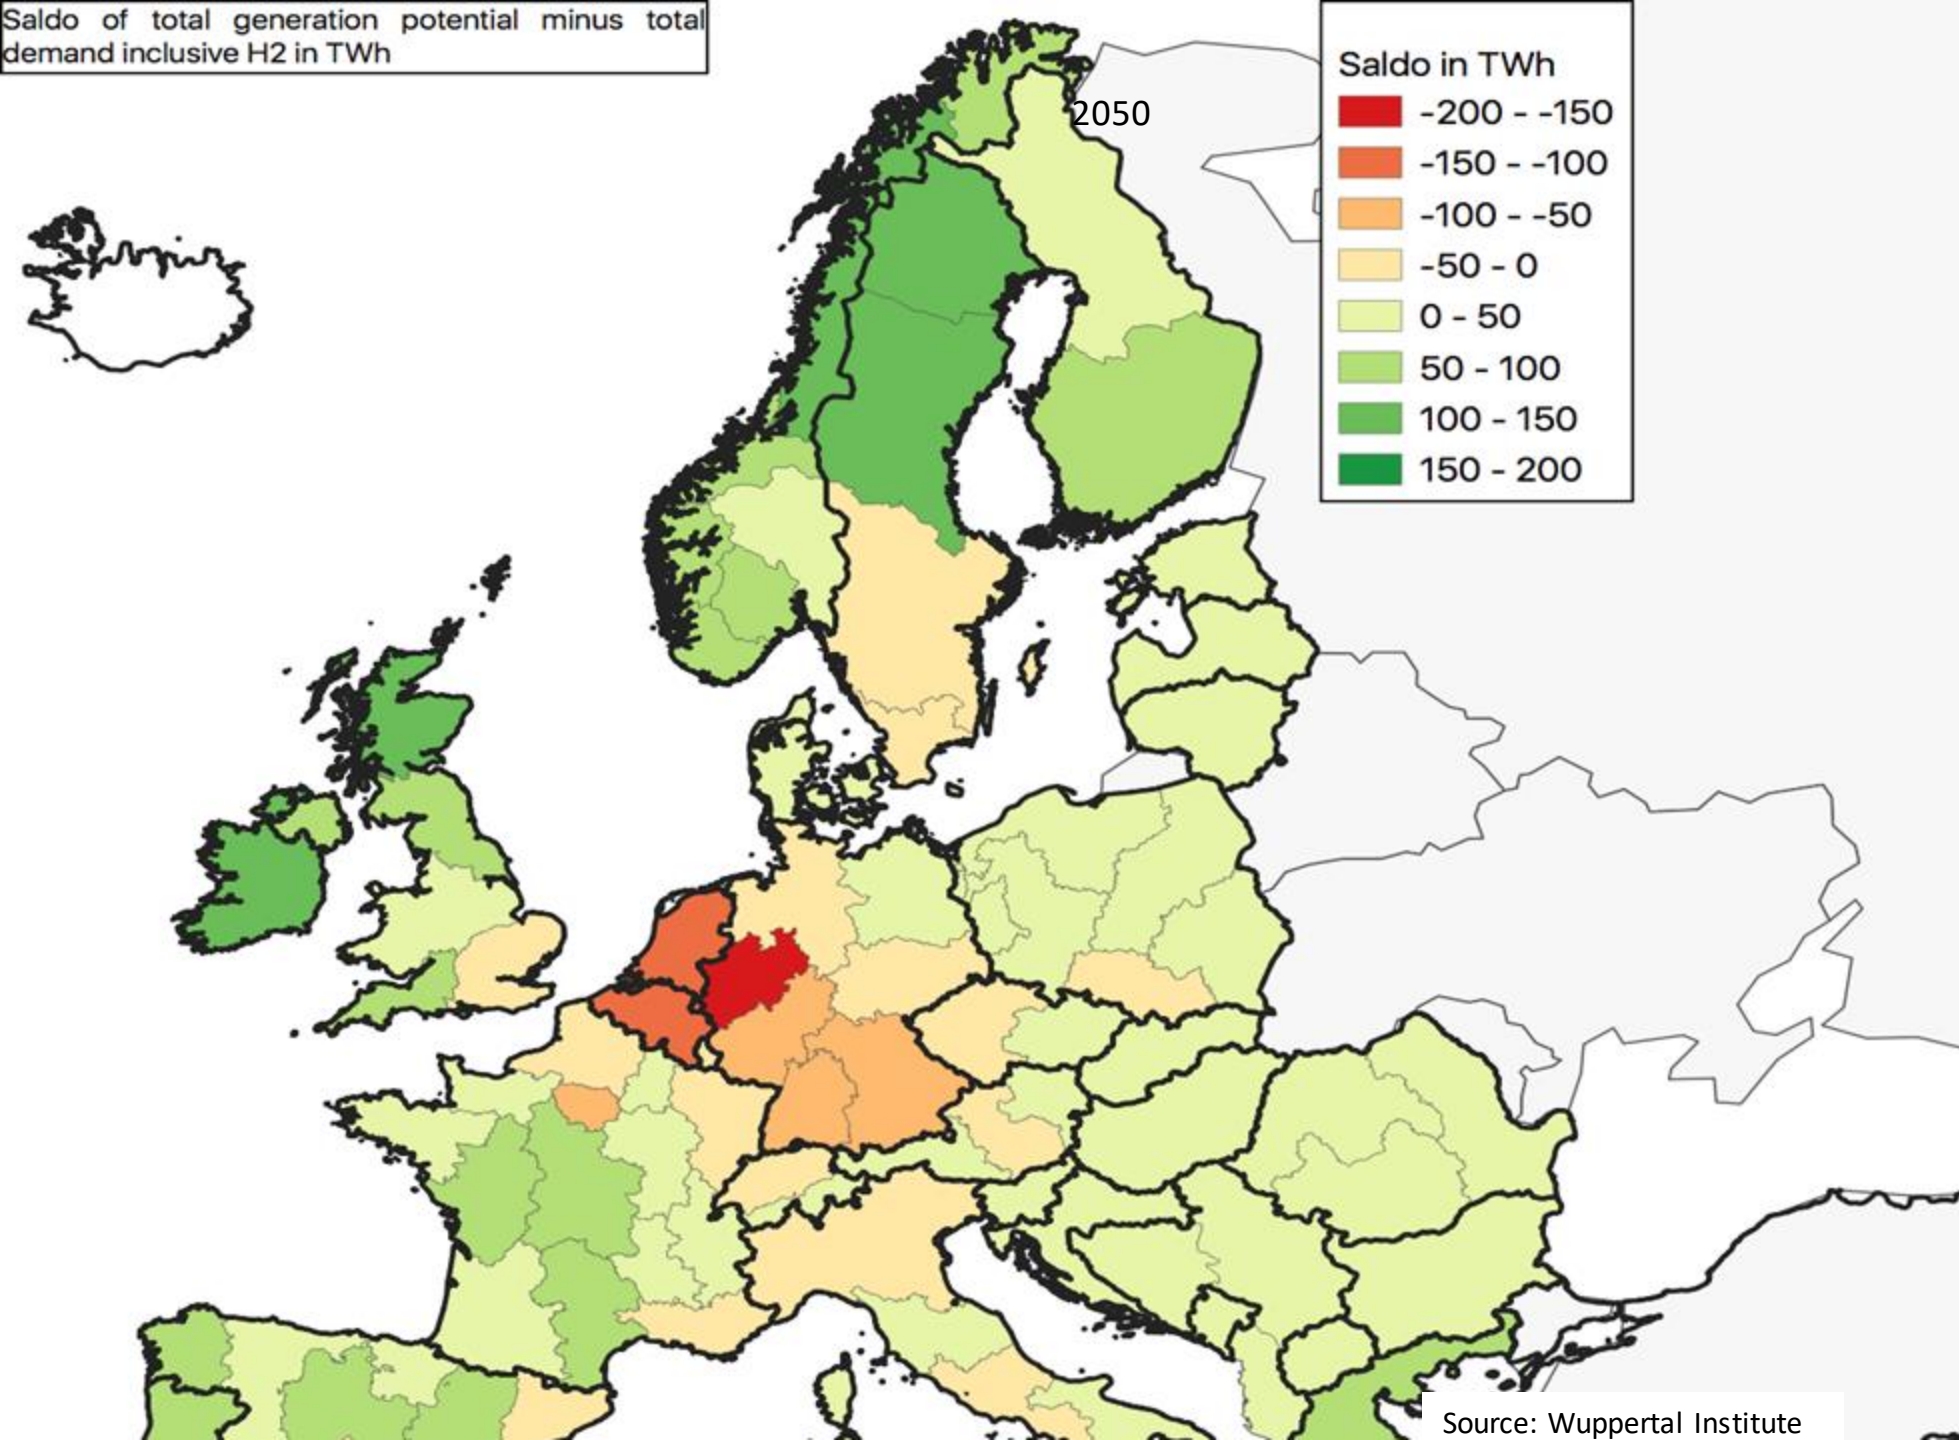 Saldo of total generation potential minus total
demand inclusive H2 in TWh
2050
Saldo in TWh
-200 - -150
-150 - -100
-100 - -50
-50 - 0
0 - 50
50 - 100
100 - 150
150 - 200
Source: Wuppertal Institute